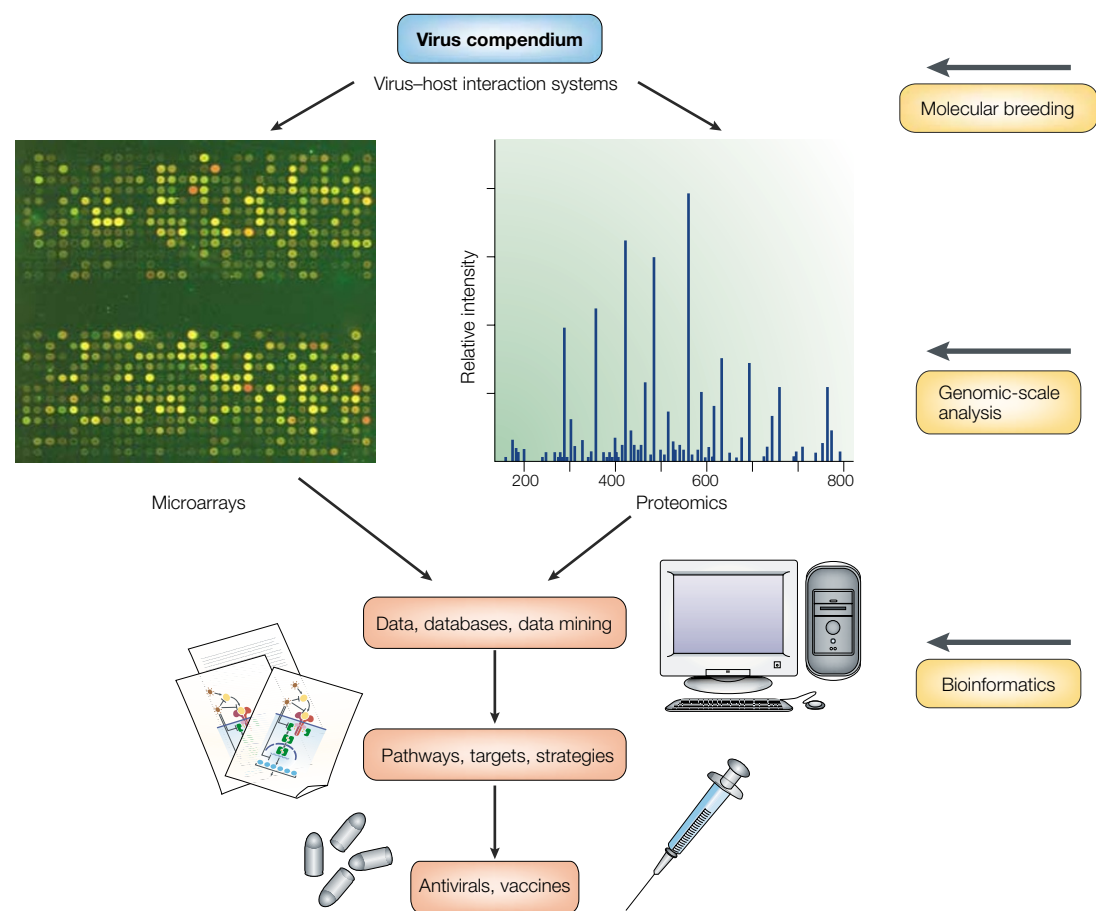 Virus compendium
Virus–host interaction systems
Molecular breeding
Relative intensity
Genomic-scale
analysis
200 400 600 800
Microarrays
Proteomics
Data, databases, data mining
Bioinformatics
Pathways, targets, strategies
Antivirals, vaccines